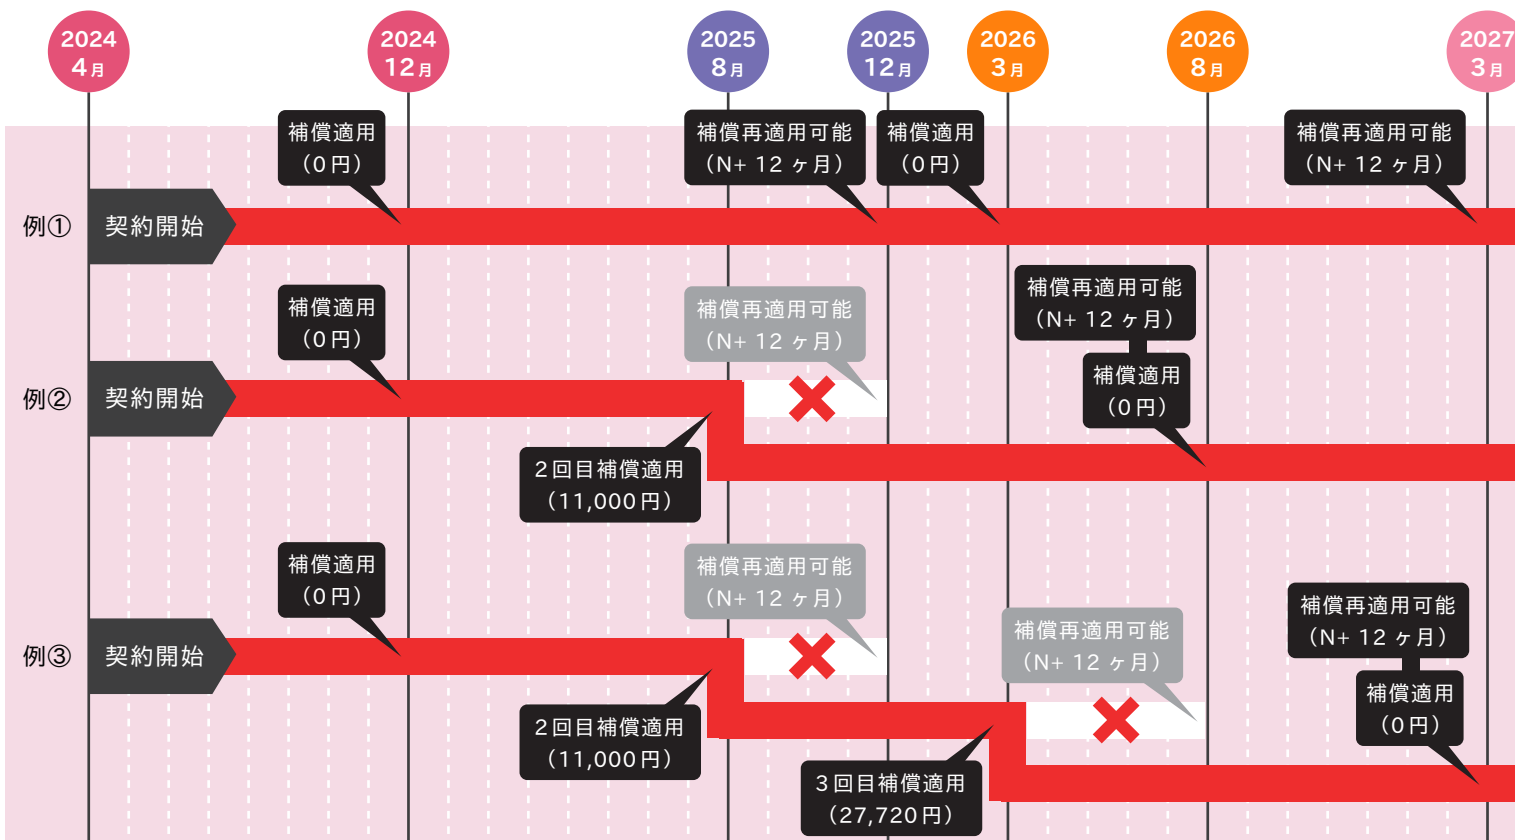 2024
4月
2024
12月
2025
8月
2025
12月
2026
3月
2026
8月
2027
3月
例①
契約開始
補償適用
(0円)
補償再適用可能
(N+ 12 ヶ月)
補償適用
(0円)
補償再適用可能
(N+ 12 ヶ月)
例②
契約開始
補償適用
(0円)
2回目補償適用
(11,000円)
補償再適用可能
(N+ 12 ヶ月)
補償再適用可能
(N+ 12 ヶ月)
補償適用
(0円)
例③
契約開始
補償適用
(0円)
2回目補償適用
(11,000円)
補償再適用可能
(N+ 12 ヶ月)
3回目補償適用
(27,720円)
補償再適用可能
(N+ 12 ヶ月)
補償再適用可能
(N+ 12 ヶ月)
補償適用
(0円)